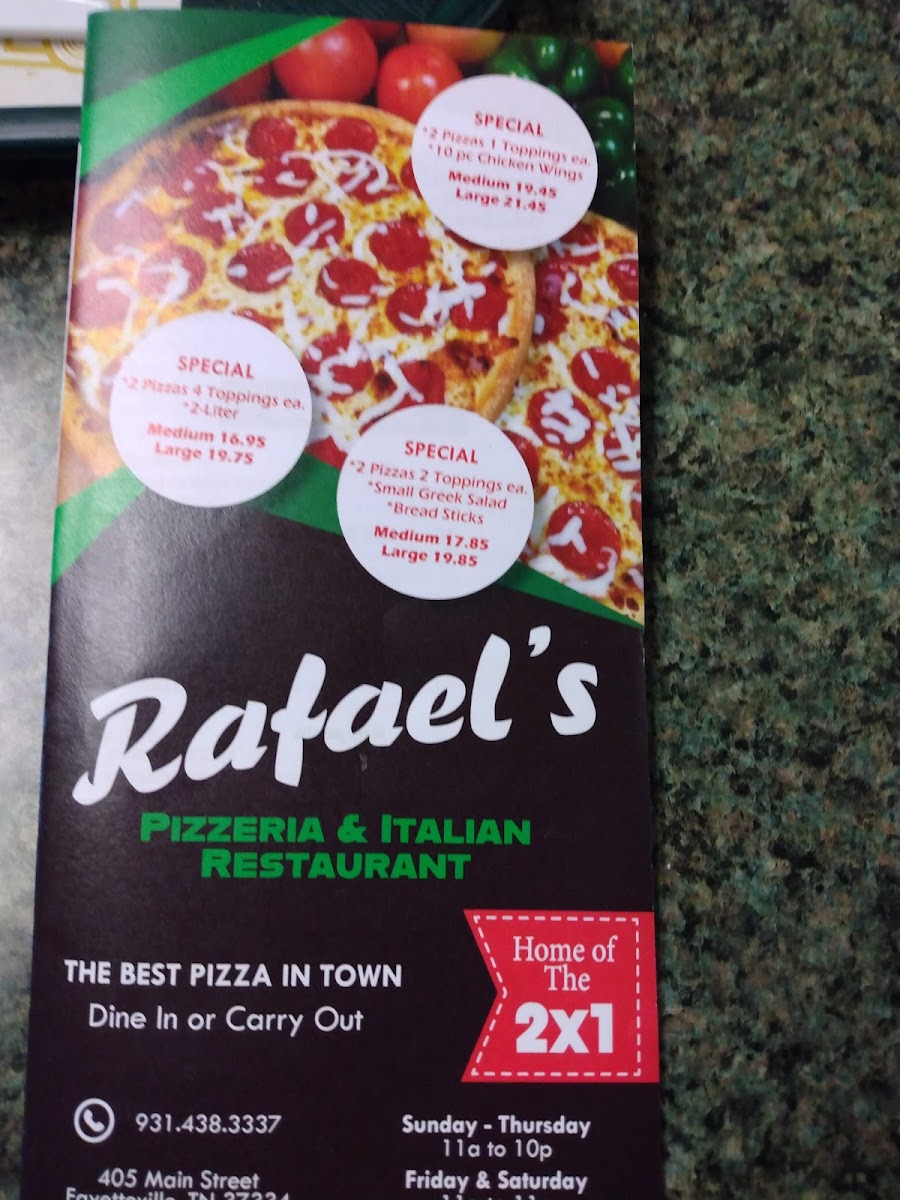 SPECIAL
*2 Pizzas 1 Toppings ea.
*10 pc Chicken Wings
Medium 19.45
Large 21.45
SPECIAL
*2 Pizzas 4 Toppings ea.
*2-Liter
Medium 16.95
Large 19.75
SPECIAL
*2 Pizzas 2 Toppings ea.
*Small Greek Salad
*Bread Sticks
Medium 17.85
Large 19.85
Rafael's
PIZZERIA & ITALIAN
RESTAURANT
Home of
The
2x1
THE BEST PIZZA IN TOWN
Dine In or Carry Out
931.438.3337
405 Main Street
Fayetteville, TN 37334
Sunday - Thursday
11a to 10p
Friday & Saturday